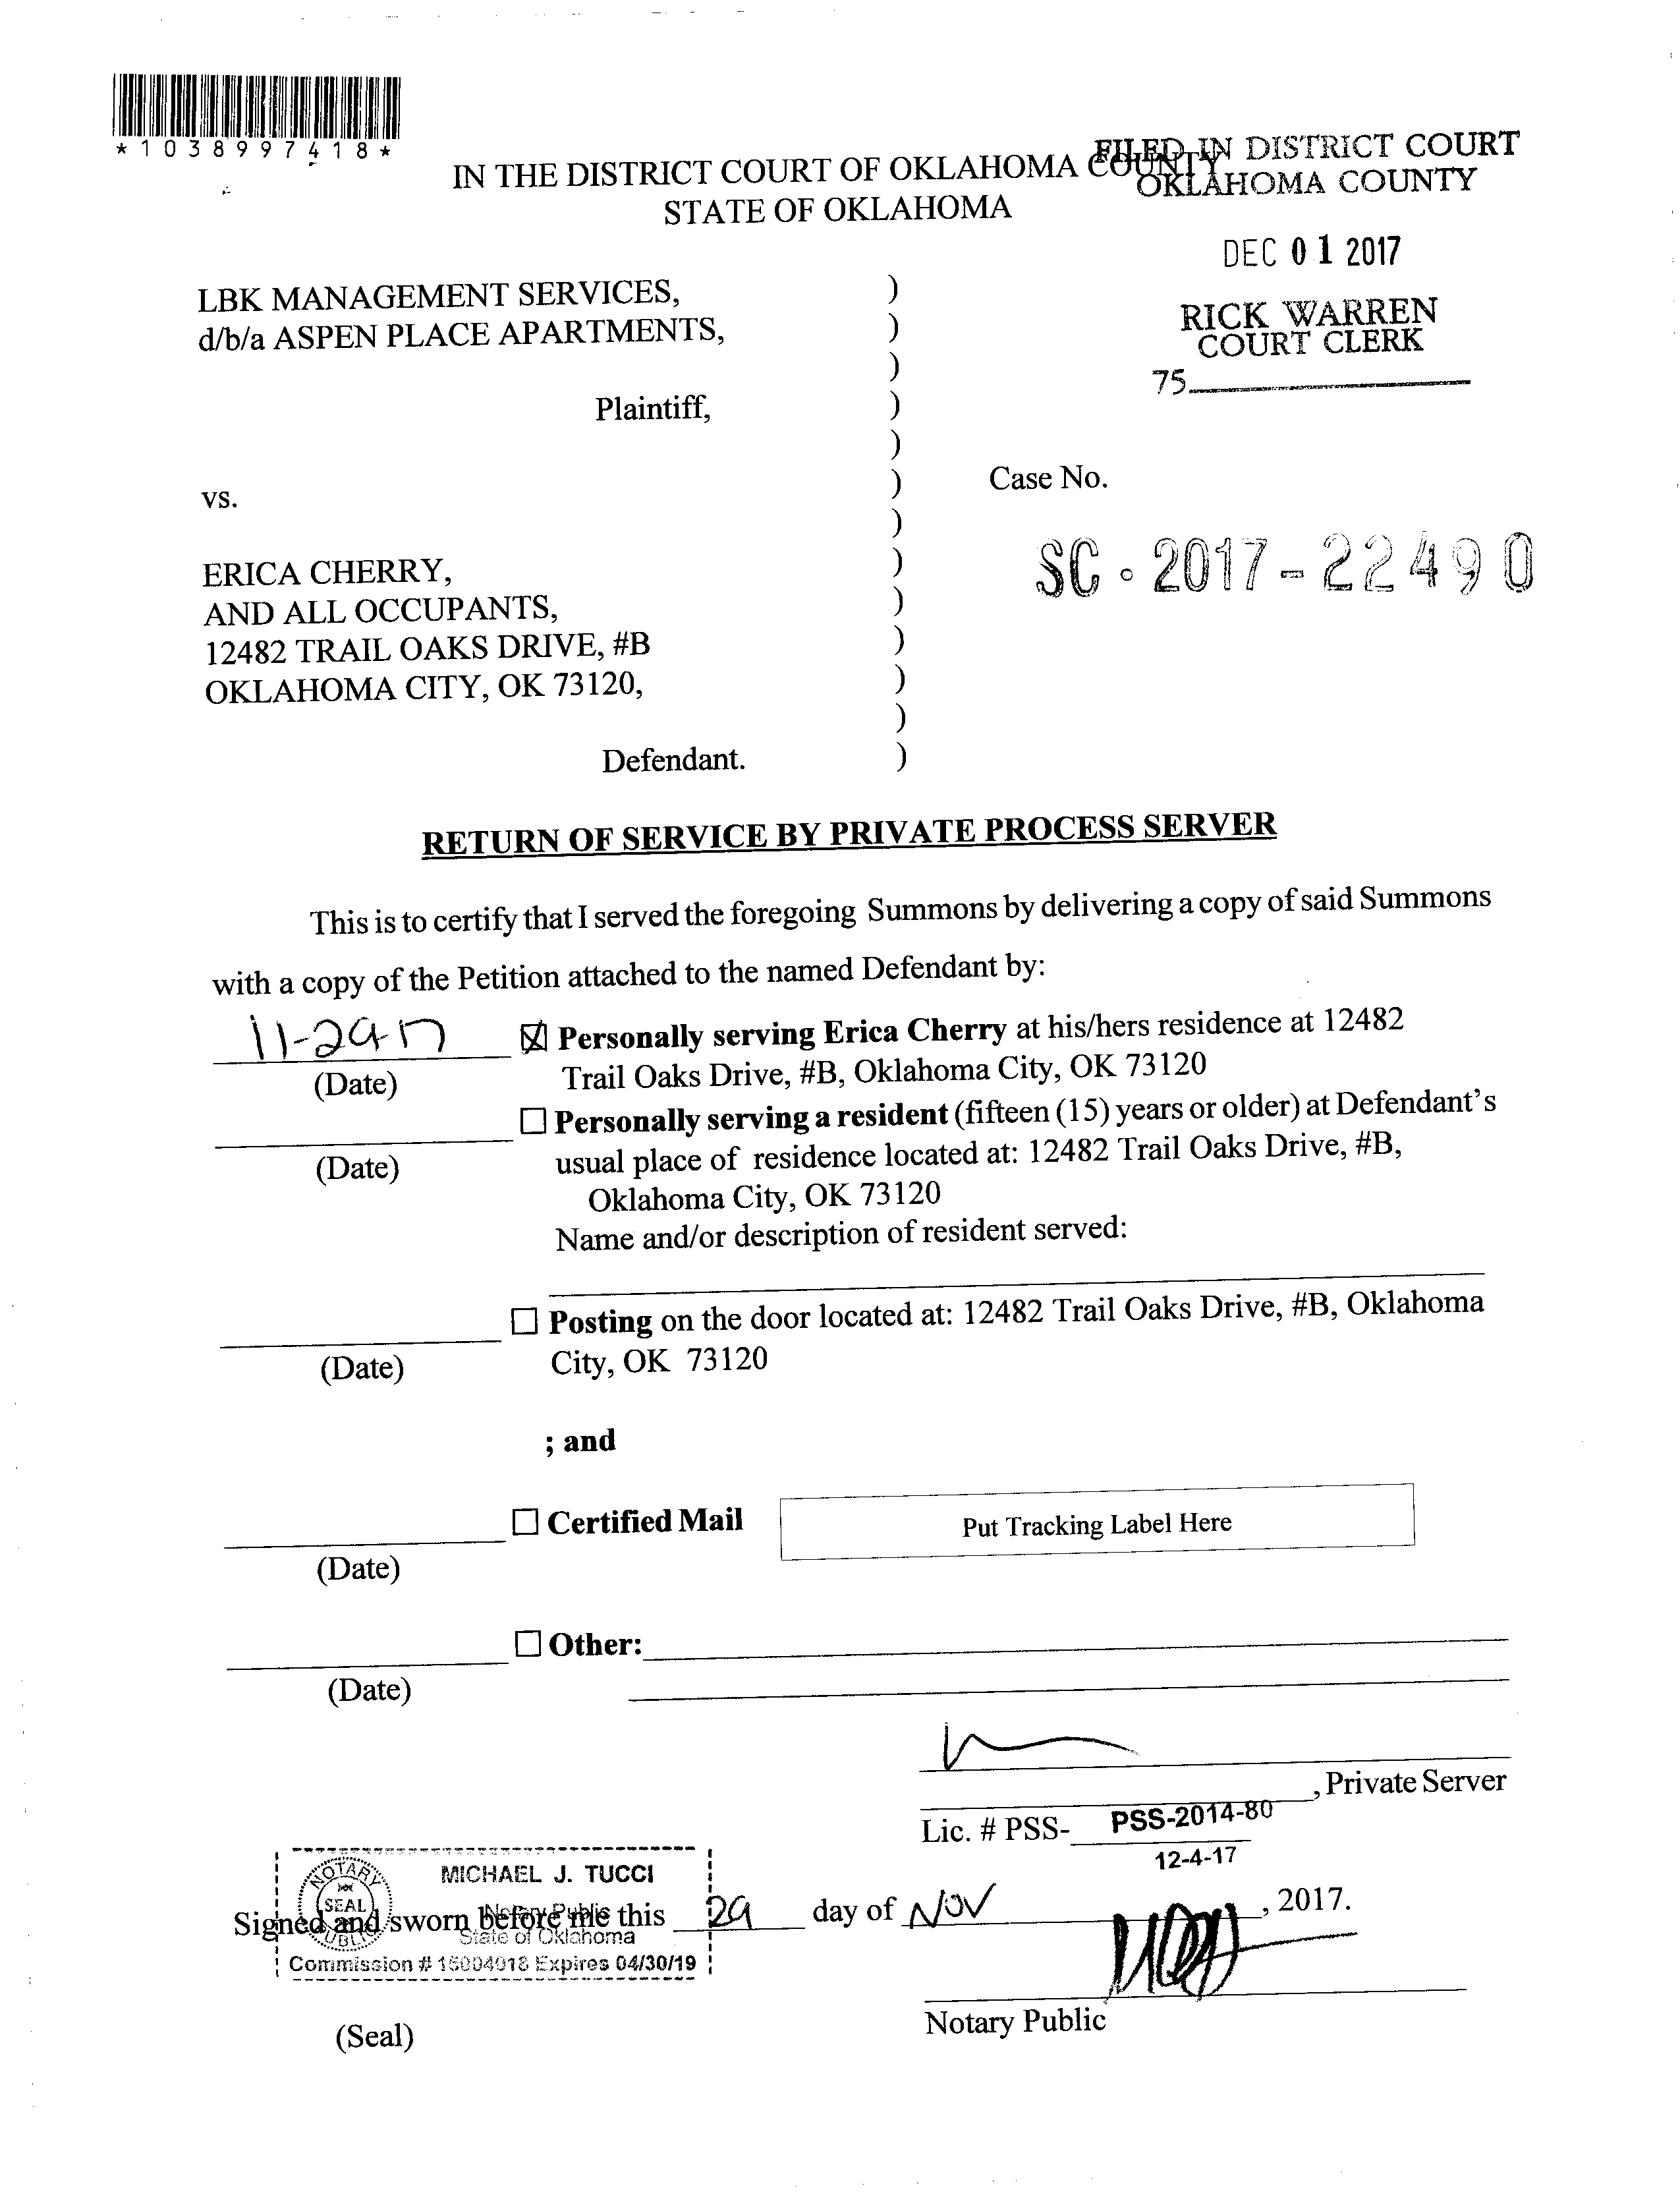 *1038997418*
IN THE DISTRICT COURT OF OKLAHOMA COUNTY
STATE OF OKLAHOMA
FILED IN DISTRICT COURT
OKLAHOMA COUNTY
DEC 01 2017
RICK WARREN
COURT CLERK
75
LBK MANAGEMENT SERVICES, )
d/b/a ASPEN PLACE APARTMENTS, )
)
Plaintiff, )
)
vs. ) Case No.
)
ERICA CHERRY, ) SC-2017-22490
AND ALL OCCUPANTS, )
12482 TRAIL OAKS DRIVE, #B )
OKLAHOMA CITY, OK 73120, )
)
Defendant. )
RETURN OF SERVICE BY PRIVATE PROCESS SERVER
This is to certify that I served the foregoing Summons by delivering a copy of said Summons
with a copy of the Petition attached to the named Defendant by:
11-29-17 ☒ Personally serving Erica Cherry at his/hers residence at 12482
(Date) Trail Oaks Drive, #B, Oklahoma City, OK 73120
☐ Personally serving a resident (fifteen (15) years or older) at Defendant's
(Date) usual place of residence located at: 12482 Trail Oaks Drive, #B,
Oklahoma City, OK 73120
Name and/or description of resident served:
☐ Posting on the door located at: 12482 Trail Oaks Drive, #B, Oklahoma
(Date) City, OK 73120
; and
☐ Certified Mail Put Tracking Label Here
(Date)
☐ Other:
(Date)
, Private Server
Lic. # PSS- PSS-2014-80
12-4-17
MICHAEL J. TUCCI
Notary Public
State of Oklahoma
Commission # 15004018 Expires 04/30/19
NOTARY PUBLIC
SEAL
Signed and sworn before me this 29 day of NOV, 2017.
Notary Public
(Seal)